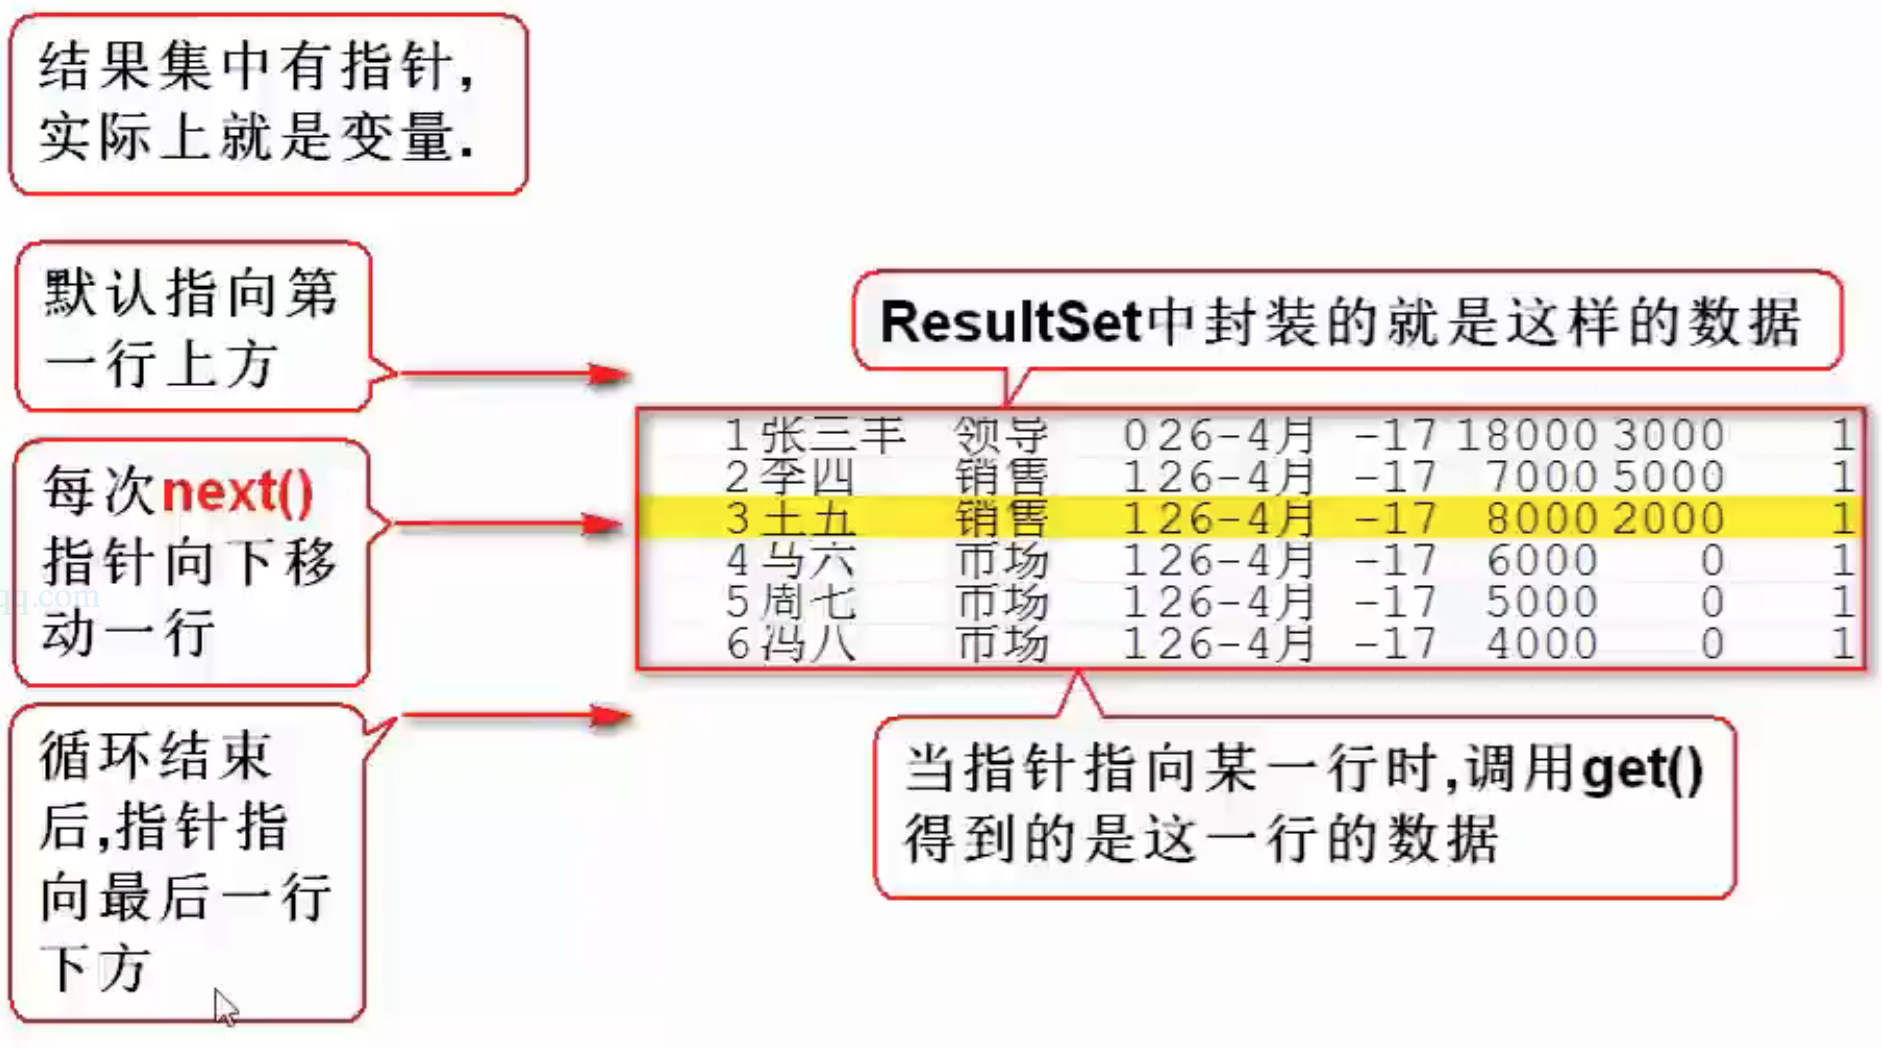 结果集中有指针,
实际上就是变量.
默认指向第
一行上方
每次next()
指针向下移
动一行
循环结束
后,指针指
向最后一行
下方
ResultSet中封装的就是这样的数据
1 张三丰 领导 0 26-4月 -17 18000 3000 1
2 李四 销售 1 26-4月 -17 7000 5000 1
3 王五 销售 1 26-4月 -17 8000 2000 1
4 马六 市场 1 26-4月 -17 6000 0 1
5 周七 市场 1 26-4月 -17 5000 0 1
6 冯八 市场 1 26-4月 -17 4000 0 1
当指针指向某一行时,调用get()
得到的是这一行的数据
qq.com